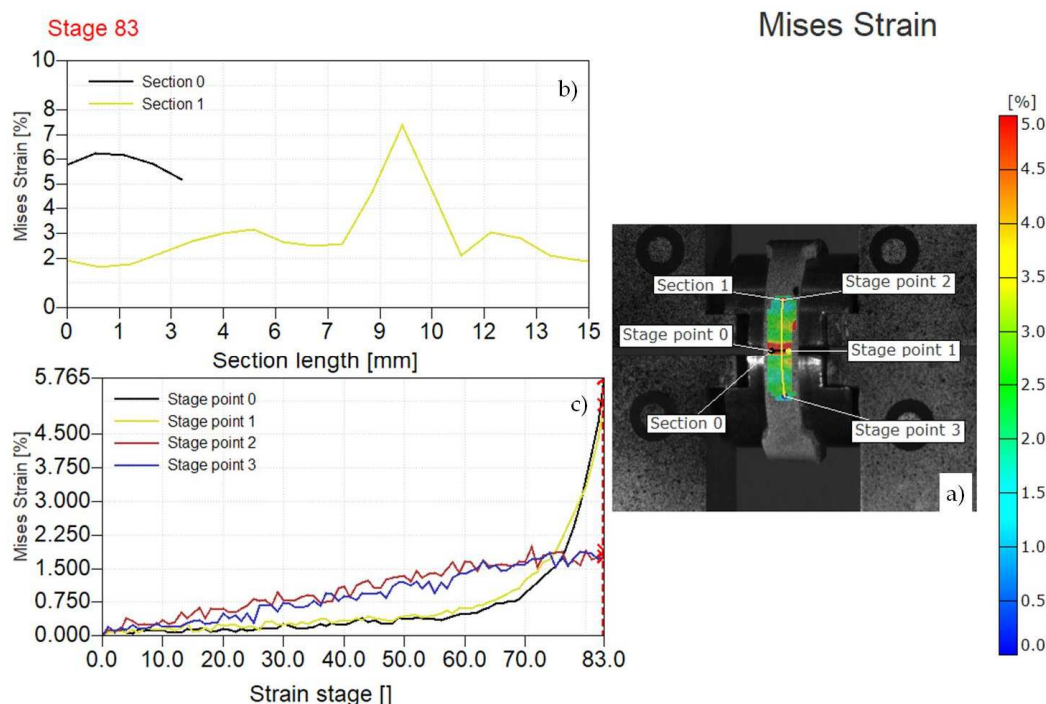 Stage 83
Mises Strain
b)
Mises Strain [%]
10
8
7
6
5
3
2
0
Section 0
Section 1
0 1 3 4 6 7 9 10 12 13 15
Section length [mm]
c)
Mises Strain [%]
5.765
4.500
3.750
3.000
2.250
1.500
0.750
0.000
Stage point 0
Stage point 1
Stage point 2
Stage point 3
0.0 10.0 20.0 30.0 40.0 50.0 60.0 70.0 83.0
Strain stage []
Section 1
Stage point 2
Stage point 0
Stage point 1
Section 0
Stage point 3
a)
[%]
5.0
4.5
4.0
3.5
3.0
2.5
2.0
1.5
1.0
0.5
0.0